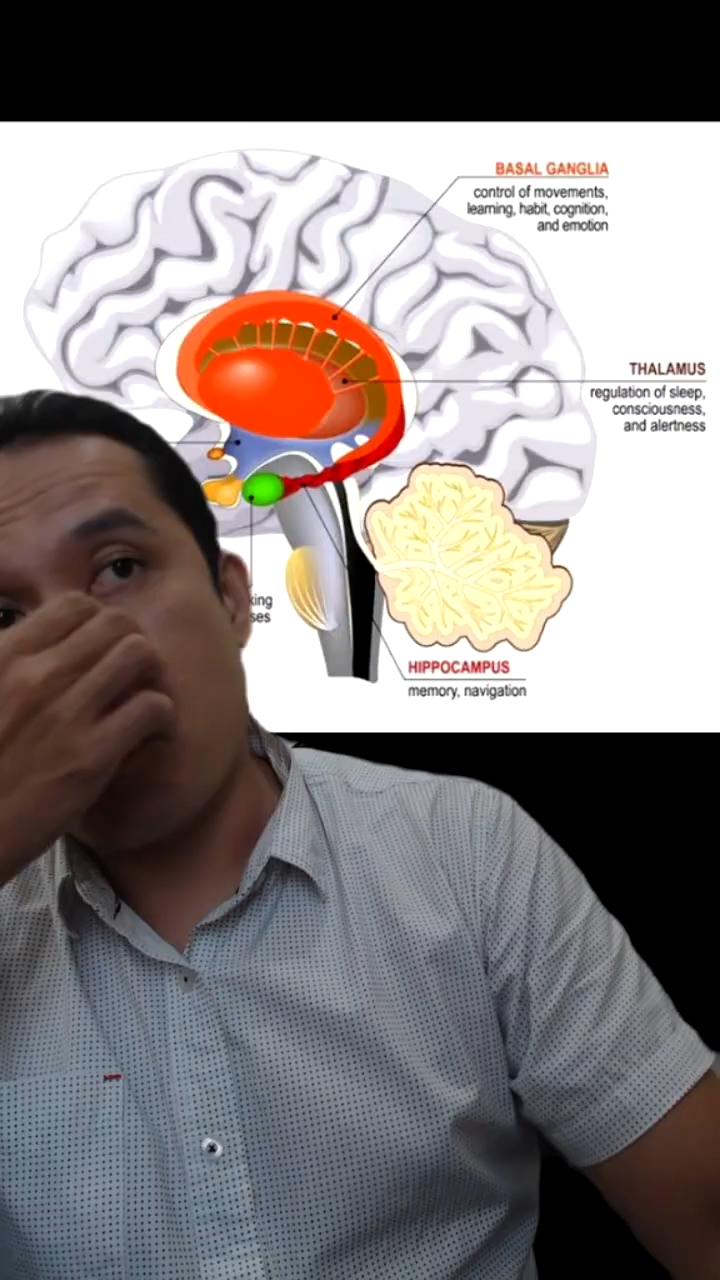 BASAL GANGLIA
control of movements,
learning, habit, cognition,
and emotion
THALAMUS
regulation of sleep,
consciousness,
and alertness
HIPPOCAMPUS
memory, navigation